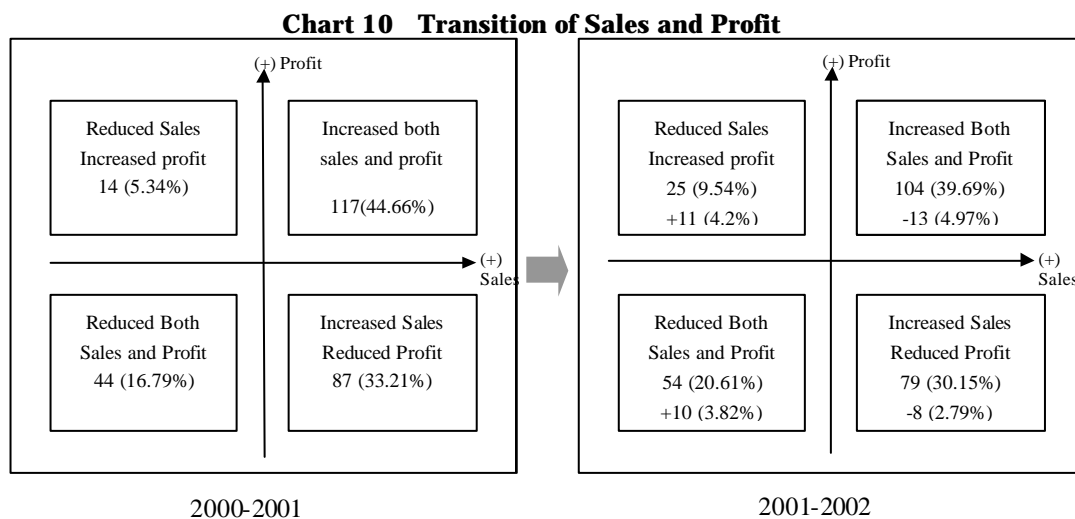 Chart 10 Transition of Sales and Profit
(+) Profit
Reduced Sales
Increased profit
14 (5.34%)
Increased both
sales and profit
117(44.66%)
(+)
Sales
Reduced Both
Sales and Profit
44 (16.79%)
Increased Sales
Reduced Profit
87 (33.21%)
2000-2001
(+) Profit
Reduced Sales
Increased profit
25 (9.54%)
+11 (4.2%)
Increased Both
Sales and Profit
104 (39.69%)
-13 (4.97%)
(+)
Sales
Reduced Both
Sales and Profit
54 (20.61%)
+10 (3.82%)
Increased Sales
Reduced Profit
79 (30.15%)
-8 (2.79%)
2001-2002